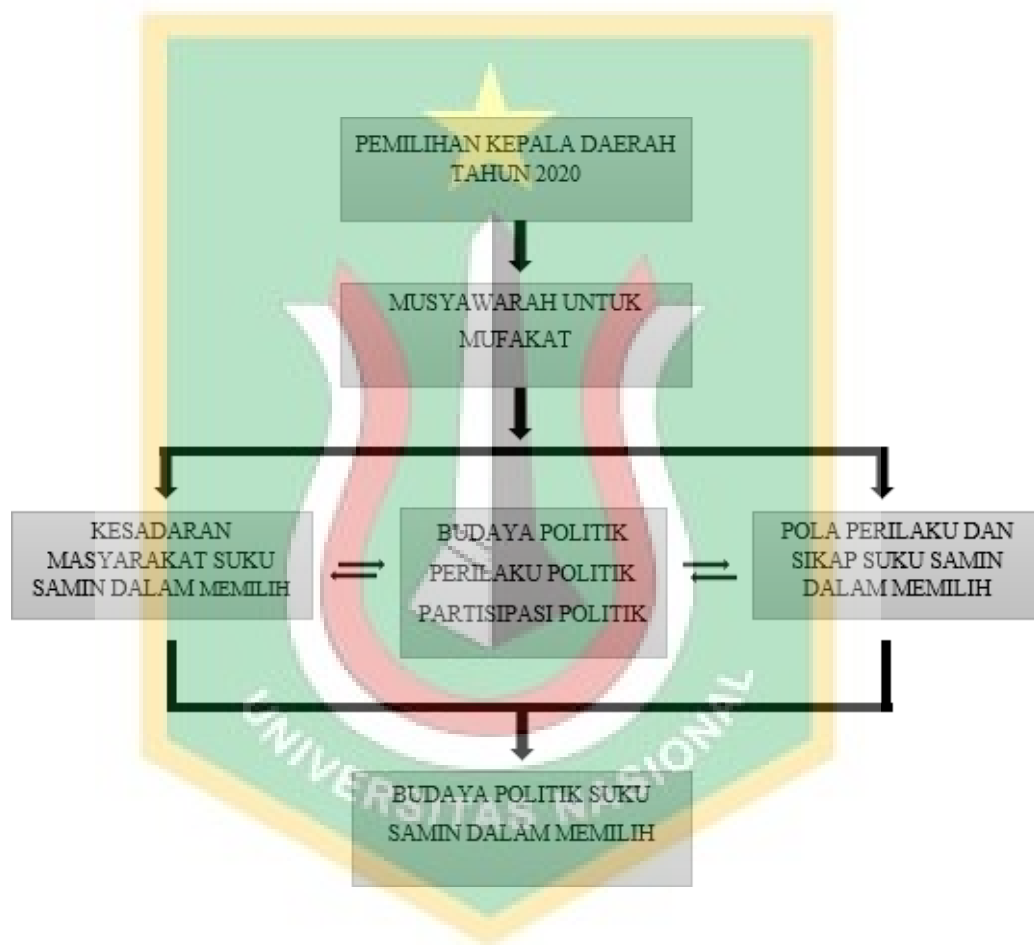 PEMILIHAN KEPALA DAERAH
TAHUN 2020
MUSYAWARAH UNTUK
MUFAKAT
KESADARAN
MASYARAKAT SUKU
SAMIN DALAM MEMILIH
BUDAYA POLITIK
PERILAKU POLITIK
PARTISIPASI POLITIK
POLA PERILAKU DAN
SIKAP SUKU SAMIN
DALAM MEMILIH
BUDAYA POLITIK SUKU
SAMIN DALAM MEMILIH
UNIVERSITAS NASIONAL